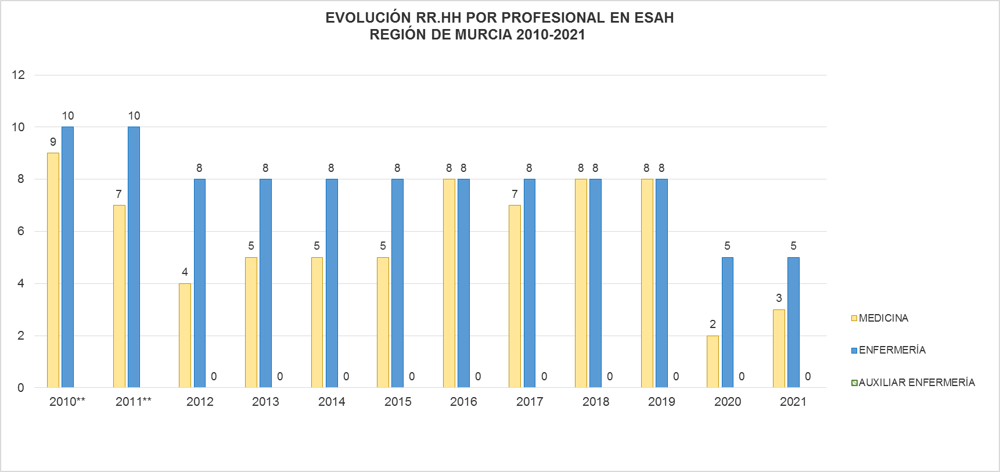 EVOLUCIÓN RR.HH POR PROFESIONAL EN ESAH
REGIÓN DE MURCIA 2010-2021
12
10
8
6
4
2
0
9 10
7 10
4 8 0
5 8 0
5 8 0
5 8 0
8 8 0
7 8 0
8 8 0
8 8 0
2 5 0
3 5 0
2010** 2011** 2012 2013 2014 2015 2016 2017 2018 2019 2020 2021
MEDICINA
ENFERMERÍA
AUXILIAR ENFERMERÍA